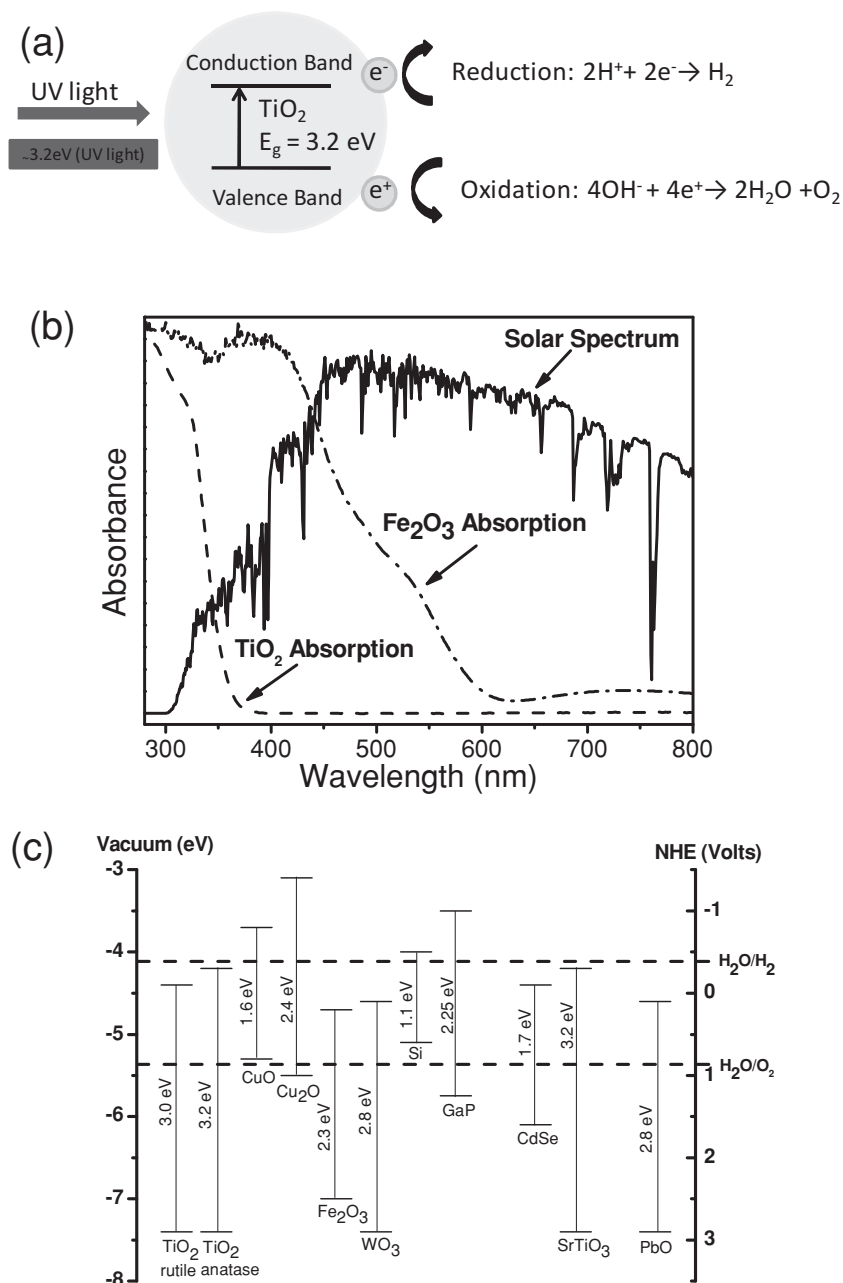 (a)
Conduction Band
e⁻
Reduction: 2H⁺+ 2e⁻→ H₂
UV light
TiO₂
E_g = 3.2 eV
~3.2eV (UV light)
Valence Band
e⁺
Oxidation: 4OH⁻ + 4e⁺→ 2H₂O +O₂
(b)
Solar Spectrum
Fe₂O₃ Absorption
TiO₂ Absorption
Absorbance
300 400 500 600 700 800
Wavelength (nm)
(c)
Vacuum (eV)
NHE (Volts)
-3
-4
-5
-6
-7
-8
-1
0
1
2
3
H₂O/H₂
H₂O/O₂
3.0 eV
TiO₂
rutile
3.2 eV
TiO₂
anatase
1.6 eV
CuO
2.4 eV
Cu₂O
2.3 eV
Fe₂O₃
2.8 eV
WO₃
1.1 eV
Si
2.25 eV
GaP
1.7 eV
CdSe
3.2 eV
SrTiO₃
2.8 eV
PbO